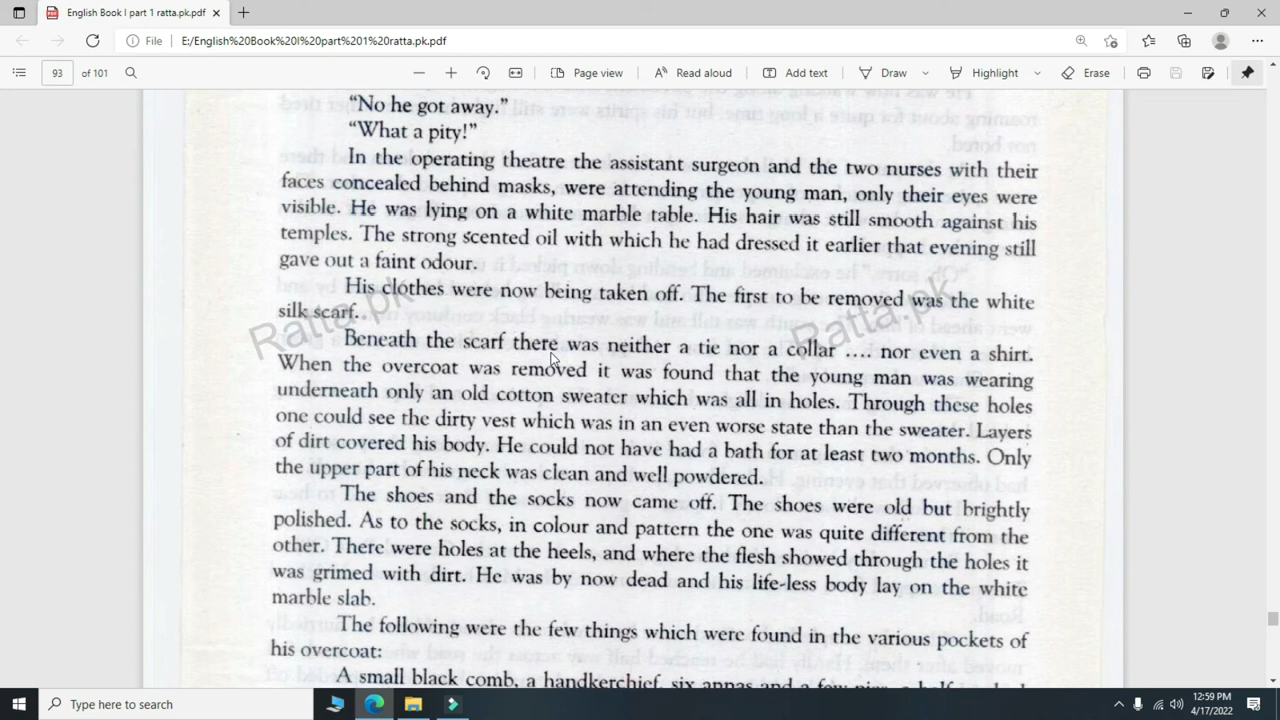 English Book I part 1 ratta.pk.pdf
File
E:/English%20Book%20I%20part%201%20ratta.pk.pdf
93 of 101
Page view
Read aloud
Add text
Draw
Highlight
Erase
"No he got away."
"What a pity!"
In the operating theatre the assistant surgeon and the two nurses with their
faces concealed behind masks, were attending the young man, only their eyes were
visible. He was lying on a white marble table. His hair was still smooth against his
temples. The strong scented oil with which he had dressed it earlier that evening still
gave out a faint odour.
His clothes were now being taken off. The first to be removed was the white
silk scarf.
Beneath the scarf there was neither a tie nor a collar .... nor even a shirt.
When the overcoat was removed it was found that the young man was wearing
underneath only an old cotton sweater which was all in holes. Through these holes
one could see the dirty vest which was in an even worse state than the sweater. Layers
of dirt covered his body. He could not have had a bath for at least two months. Only
the upper part of his neck was clean and well powdered.
The shoes and the socks now came off. The shoes were old but brightly
polished. As to the socks, in colour and pattern the one was quite different from the
other. There were holes at the heels, and where the flesh showed through the holes it
was grimed with dirt. He was by now dead and his life-less body lay on the white
marble slab.
The following were the few things which were found in the various pockets of
his overcoat:
A small black comb, a handkerchief, six annas and a few
Ratta.pk
Ratta.pk
Type here to search
12:59 PM
4/17/2022